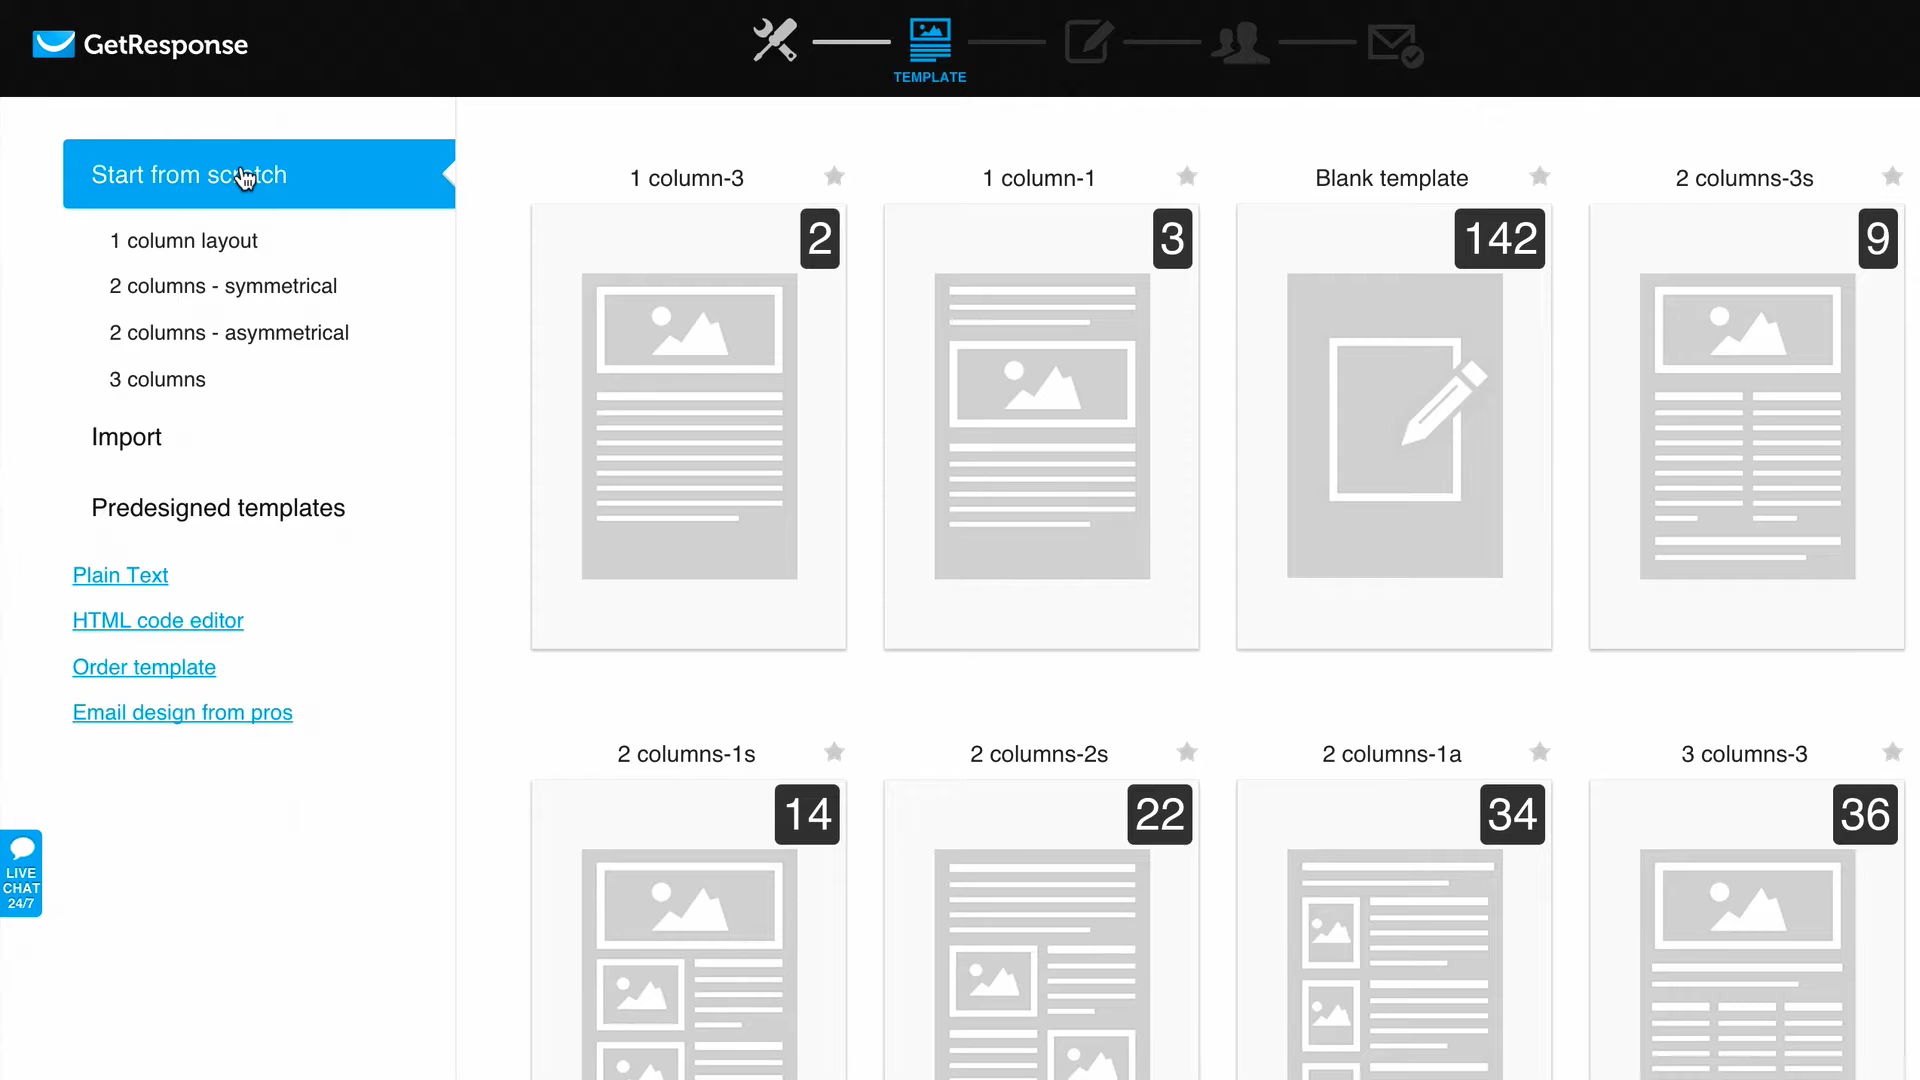 GetResponse
TEMPLATE
Start from scratch
1 column layout
2 columns - symmetrical
2 columns - asymmetrical
3 columns
Import
Predesigned templates
Plain Text
HTML code editor
Order template
Email design from pros
LIVE
CHAT
24/7
1 column-3
1 column-1
Blank template
2 columns-3s
2
3
142
9
2 columns-1s
2 columns-2s
2 columns-1a
3 columns-3
14
22
34
36